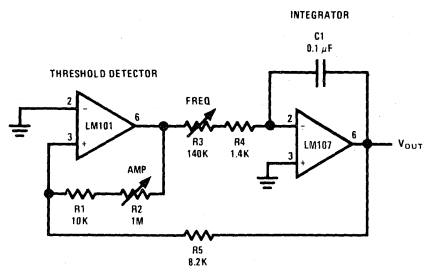 INTEGRATOR
C1
0.1 μF
THRESHOLD DETECTOR
FREQ
2
−
LM101
6
3
+
R3
140K
R4
1.4K
2
−
LM107
6
3
+
VOUT
AMP
R1
10K
R2
1M
R5
8.2K